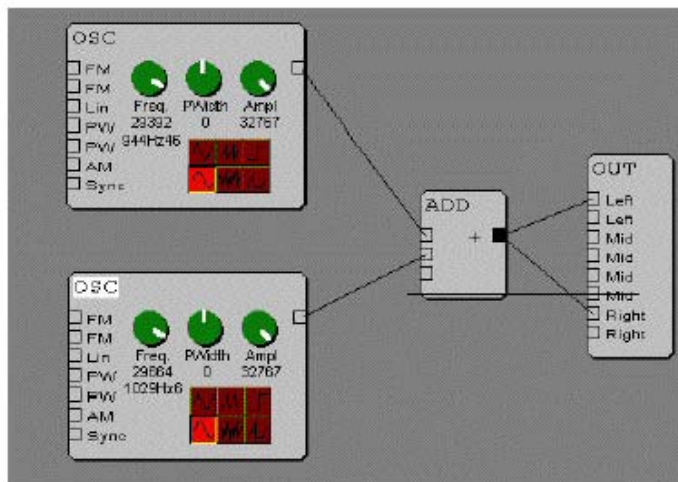 OSC
FM
FM
Lin
PW
PW
AM
Sync
Freq. PWidth Ampl
29392 0 32767
944Hz46
OSC
FM
FM
Lin
PW
PW
AM
Sync
Freq. PWidth Ampl
29664 0 32767
1029Hz6
ADD
+
OUT
Left
Left
Mid
Mid
Mid
Mid
Right
Right